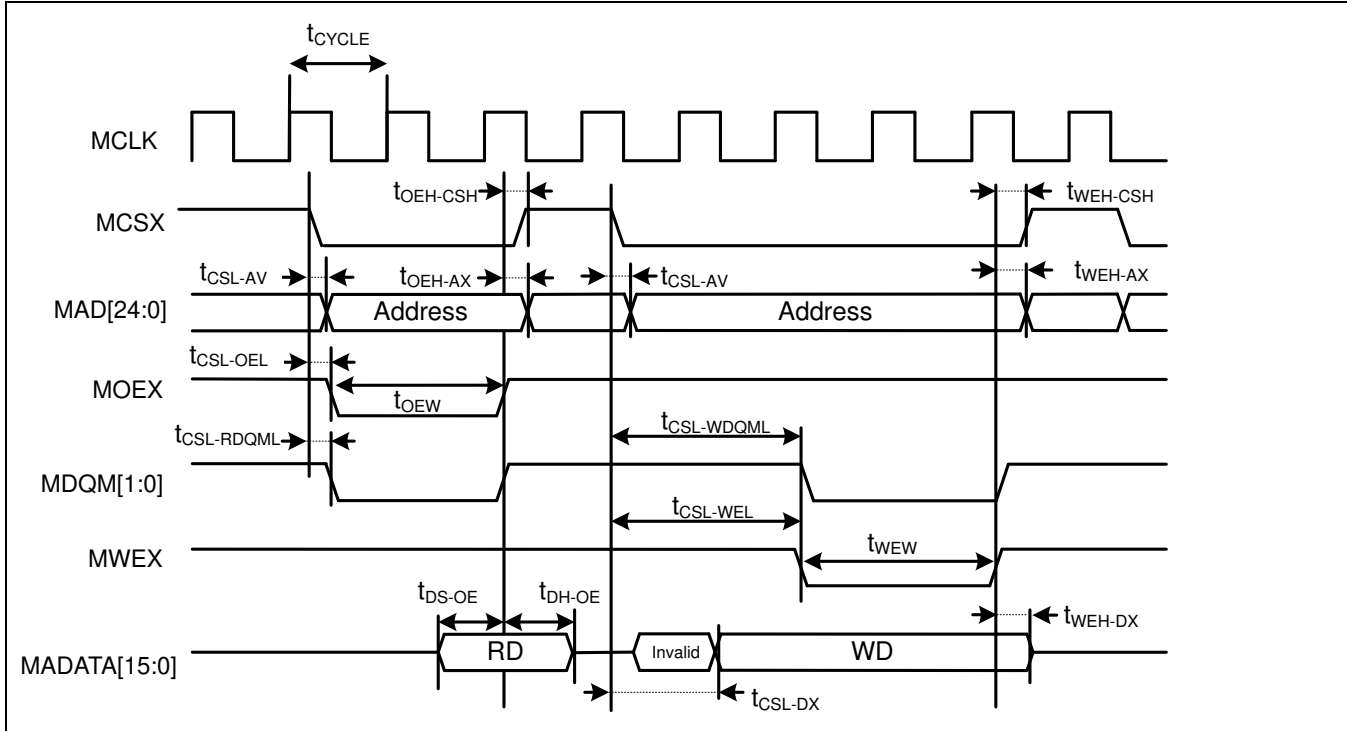 tCYCLE
MCLK
tOEH-CSH
tWEH-CSH
MCSX
tCSL-AV
tOEH-AX
tCSL-AV
tWEH-AX
MAD[24:0]
Address
Address
tCSL-OEL
MOEX
tOEW
tCSL-RDQML
tCSL-WDQML
MDQM[1:0]
tCSL-WEL
MWEX
tWEW
tDS-OE
tDH-OE
tWEH-DX
MADATA[15:0]
RD
Invalid
WD
tCSL-DX